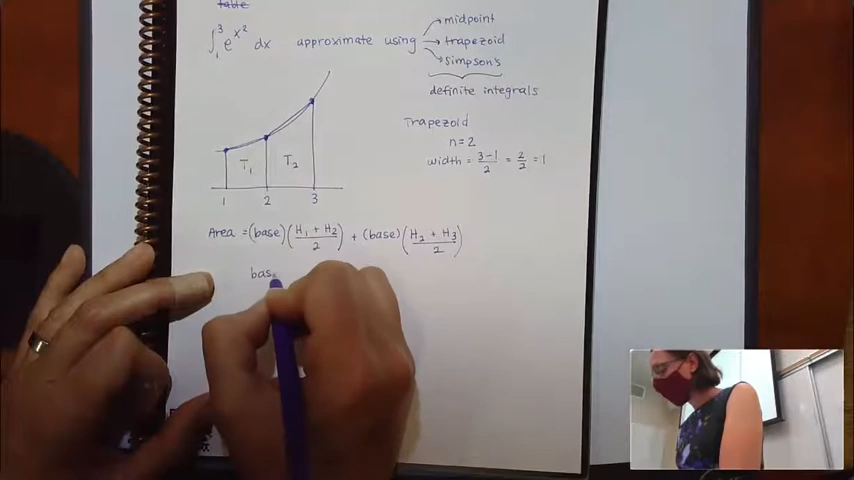 table
∫₁³ e^(x²) dx approximate using → midpoint
→ trapezoid
→ Simpson's
definite integrals
Trapezoid
n=2
width = (3-1)/2 = 2/2 = 1
T₁ T₂
1 2 3
Area = (base)((H₁ + H₂)/2) + (base)((H₂ + H₃)/2)
bas